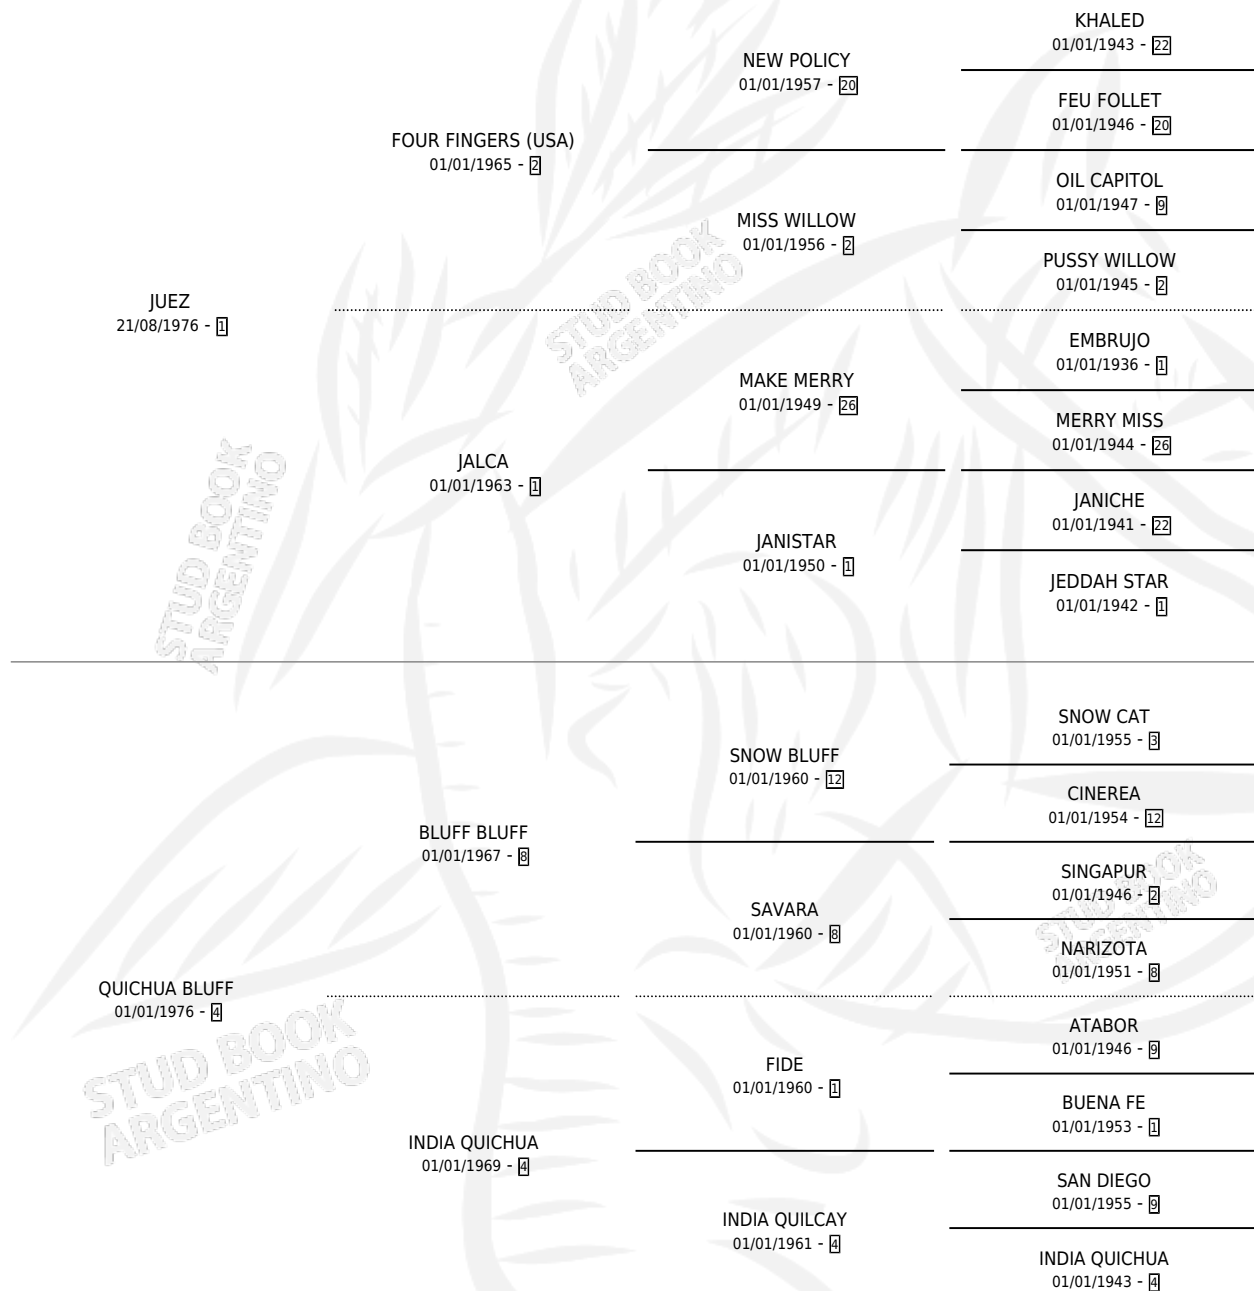 KHALED
01/01/1943 - 22
NEW POLICY
01/01/1957 - 20
FEU FOLLET
01/01/1946 - 20
FOUR FINGERS (USA)
01/01/1965 - 2
OIL CAPITOL
01/01/1947 - 9
MISS WILLOW
01/01/1956 - 2
PUSSY WILLOW
01/01/1945 - 2
JUEZ
21/08/1976 - 1
EMBRUJO
01/01/1936 - 1
MAKE MERRY
01/01/1949 - 26
MERRY MISS
01/01/1944 - 26
JALCA
01/01/1963 - 1
JANICHE
01/01/1941 - 22
JANISTAR
01/01/1950 - 1
JEDDAH STAR
01/01/1942 - 1
SNOW CAT
01/01/1955 - 3
SNOW BLUFF
01/01/1960 - 12
CINEREA
01/01/1954 - 12
BLUFF BLUFF
01/01/1967 - 8
SINGAPUR
01/01/1946 - 2
SAVARA
01/01/1960 - 8
NARIZOTA
01/01/1951 - 8
QUICHUA BLUFF
01/01/1976 - 4
ATABOR
01/01/1946 - 9
FIDE
01/01/1960 - 1
BUENA FE
01/01/1953 - 1
INDIA QUICHUA
01/01/1969 - 4
SAN DIEGO
01/01/1955 - 9
INDIA QUILCAY
01/01/1961 - 4
INDIA QUICHUA
01/01/1943 - 4
STUD BOOK
ARGENTINO
STUD BOOK
ARGENTINO
STUD BOOK
ARGENTINO
STUD BOOK
ARGENTINO